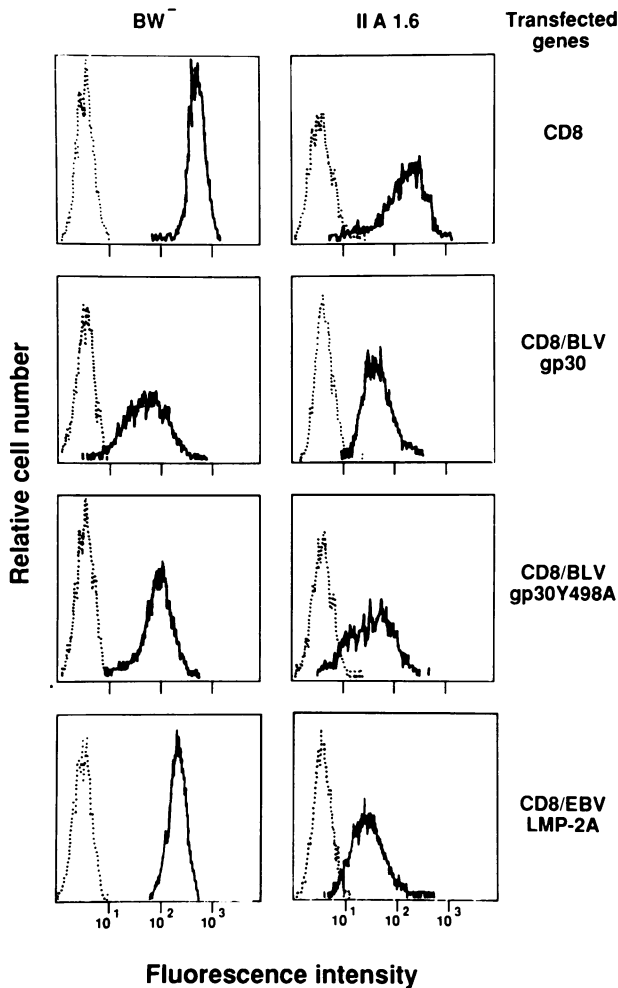 BW⁻
II A 1.6
Transfected
genes
CD8
CD8/BLV
gp30
CD8/BLV
gp30Y498A
CD8/EBV
LMP-2A
Relative cell number
10¹ 10² 10³
10¹ 10² 10³
Fluorescence intensity